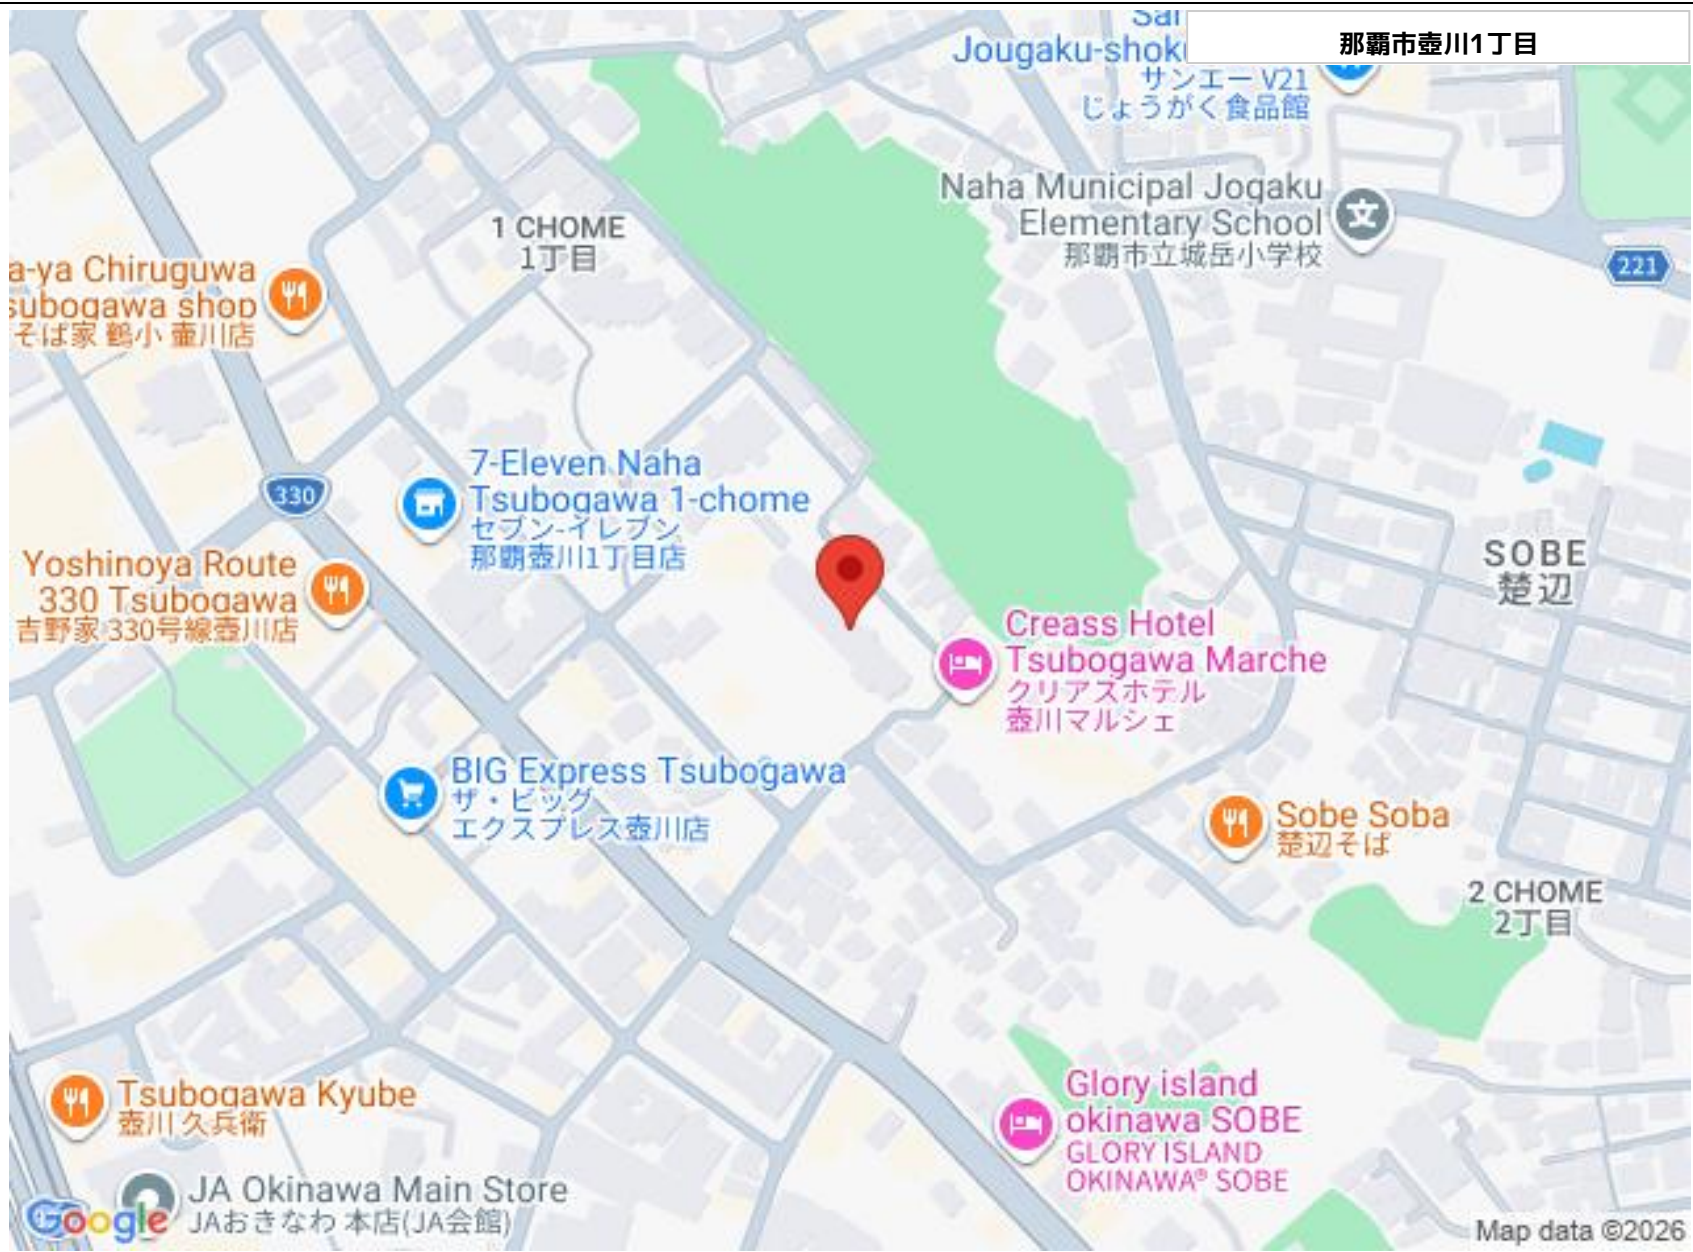 那覇市壺川1丁目
Jougaku-shok
サンエー V21
じょうがく食品館
Naha Municipal Jogaku
Elementary School
那覇市立城岳小学校
1 CHOME
1丁目
221
a-ya Chiruguwa
subogawa shop
そば家 鶴小 壷川店
7-Eleven Naha
Tsubogawa 1-chome
セブン-イレブン
那覇壺川1丁目店
330
Yoshinoya Route
330 Tsubogawa
吉野家 330号線壺川店
SOBE
楚辺
Creass Hotel
Tsubogawa Marche
クリアスホテル
壺川マルシェ
BIG Express Tsubogawa
ザ・ビッグ
エクスプレス壺川店
Sobe Soba
楚辺そば
2 CHOME
2丁目
Glory island
okinawa SOBE
GLORY ISLAND
OKINAWA® SOBE
Tsubogawa Kyube
壺川 久兵衛
JA Okinawa Main Store
JAおきなわ 本店(JA会館)
Google
Map data ©2026